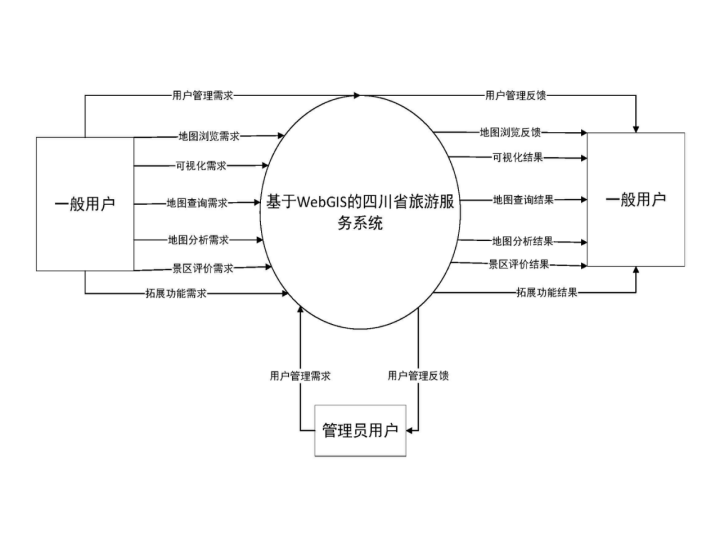 用户管理需求
用户管理反馈
地图浏览需求
地图浏览反馈
可视化需求
可视化结果
一般用户
地图查询需求
基于WebGIS的四川省旅游服
务系统
地图查询结果
一般用户
地图分析需求
地图分析结果
景区评价需求
景区评价结果
拓展功能需求
拓展功能结果
用户管理需求
用户管理反馈
管理员用户